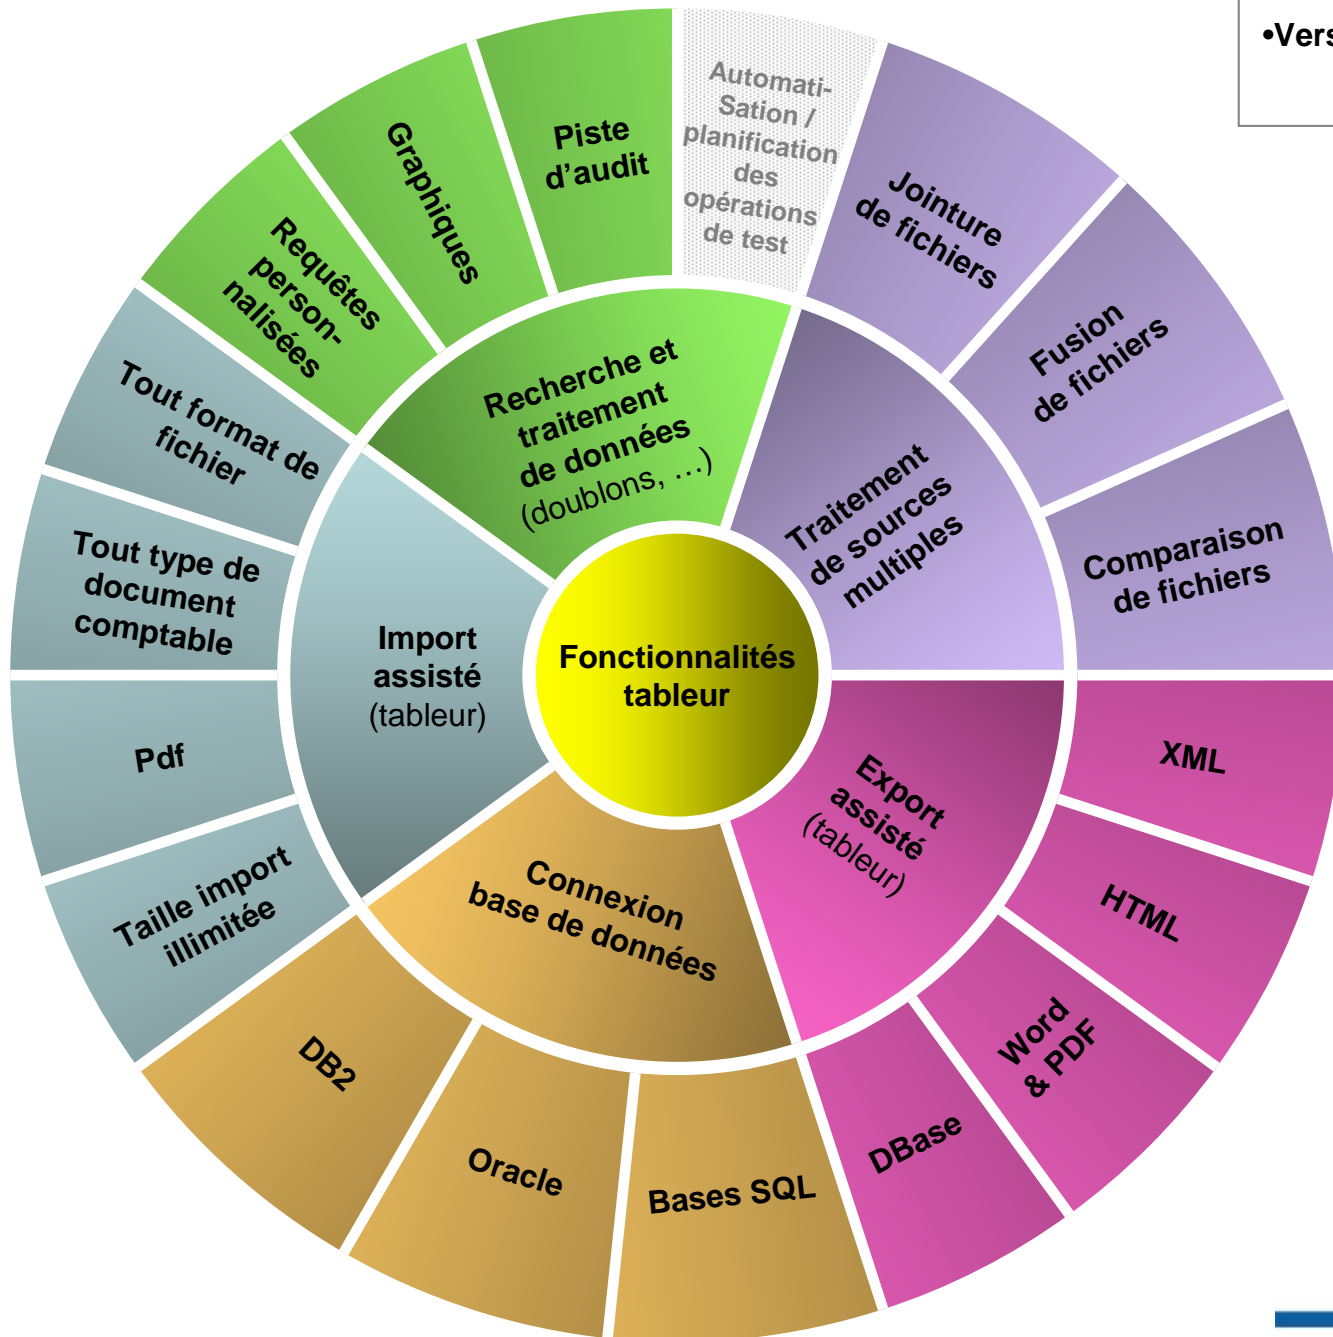 •Vers
Automati-
Sation /
planification
des
opérations
de test
Piste
d’audit
Graphiques
Requêtes
person-
nalisées
Jointure
de fichiers
Fusion
de fichiers
Comparaison
de fichiers
Recherche et
traitement
de données
(doublons, …)
Traitement
de sources
multiples
Tout format de
fichier
Tout type de
document
comptable
Pdf
Taille import
illimitée
Import
assisté
(tableur)
Fonctionnalités
tableur
Export
assisté
(tableur)
XML
HTML
Word
& PDF
DBase
Connexion
base de données
DB2
Oracle
Bases SQL